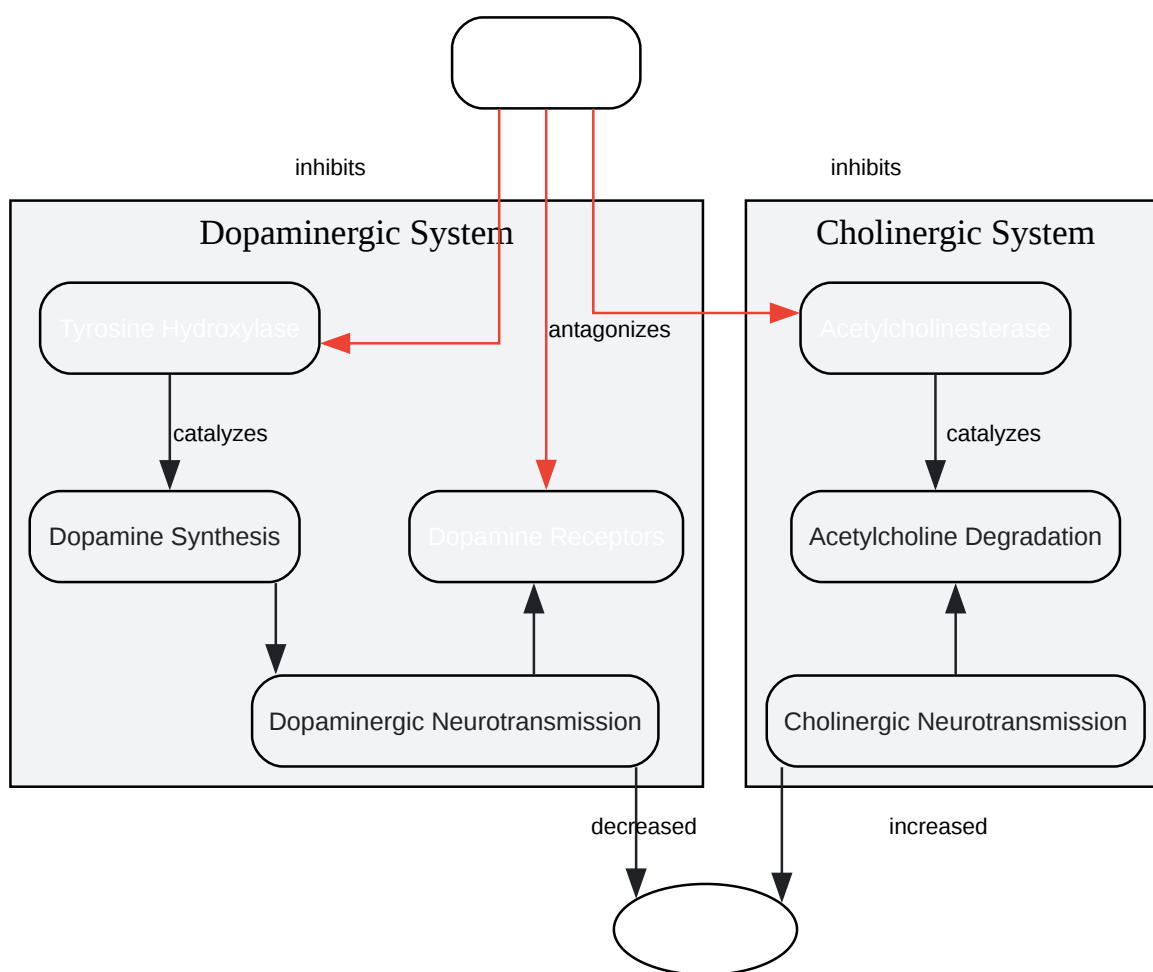 inhibits
inhibits
Dopaminergic System
Cholinergic System
Tyrosine Hydroxylase
antagonizes
Acetylcholinesterase
catalyzes
catalyzes
Dopamine Synthesis
Dopamine Receptors
Acetylcholine Degradation
Dopaminergic Neurotransmission
Cholinergic Neurotransmission
decreased
increased